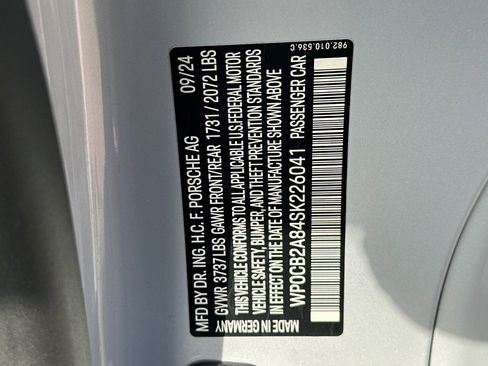 MFD BY DR. ING. H.C. F. PORSCHE AG 09/24
GVWR 3737 LBS GAWR FRONT/REAR 1731 / 2072 LBS
THIS VEHICLE CONFORMS TO ALL APPLICABLE U.S. FEDERAL MOTOR
VEHICLE SAFETY, BUMPER, AND THEFT PREVENTION STANDARDS
IN EFFECT ON THE DATE OF MANUFACTURE SHOWN ABOVE
WP0CB2A84SK226041 PASSENGER CAR
MADE IN GERMANY
982.010.536.C